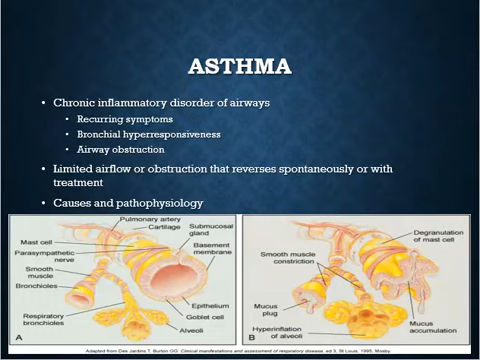 ASTHMA
• Chronic inflammatory disorder of airways
• Recurring symptoms
• Bronchial hyperresponsiveness
• Airway obstruction
• Limited airflow or obstruction that reverses spontaneously or with
treatment
• Causes and pathophysiology
Pulmonary artery
Cartilage
Submucosal
gland
Mast cell
Basement
membrane
Parasympathetic
nerve
Smooth
muscle
Bronchioles
Epithelium
Goblet cell
Respiratory
bronchioles
Alveoli
A
Degranulation
of mast cell
Smooth muscle
constriction
Mucus
plug
Mucus
accumulation
Hyperinflation
of alveoli
B
Adapted from Des Jardins T, Burton GG: Clinical manifestations and assessment of respiratory disease, ed 3, St Louis, 1995, Mosby.